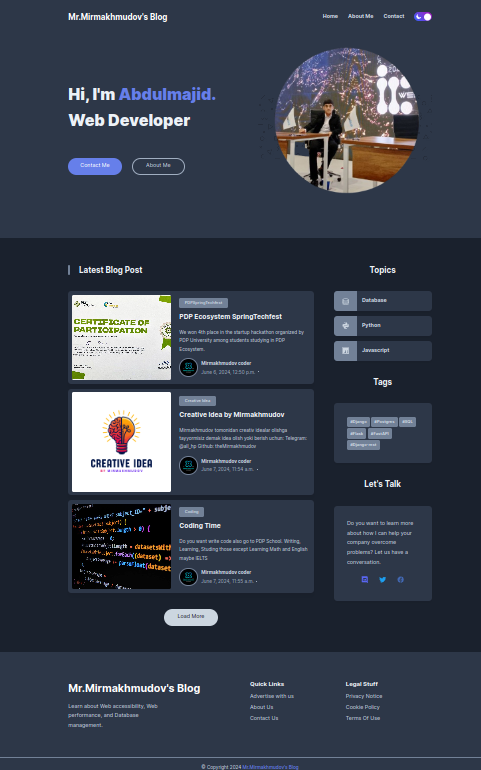 Mr.Mirmakhmudov's Blog
Home About Me Contact
Hi, I'm Abdulmajid.
Web Developer
Contact Me About Me
Latest Blog Post
CERTIFICATE OF
PARTICIPATION
PDPSpringTechfest
PDP Ecosystem SpringTechfest
We won 4th place in the startup hackathon organized by
PDP University among students studying in PDP
Ecosystem.
Mirmakhmudov coder
June 6, 2024, 12:50 p.m.
CREATIVE IDEA
BY MIRMAKHMUDOV
Creative Idea
Creative Idea by Mirmakhmudov
Mirmakhmudov tomonidan creativ idealar olishga
tayyormisiz demak idea olish yoki berish uchun. Telegram:
Mirmakhmudov coder
June 7, 2024, 11:54 a.m.
Coding
Coding Time
Do you want write code also go to PDP School. Writing,
Learning, Studing those except Learning Math and English
maybe IELTS
Mirmakhmudov coder
June 7, 2024, 11:55 a.m.
Load More
Topics
Database
Python
Javascript
Tags
#Django #Postgres #SQL
#Flask #FastAPI
#Django-rest
Let's Talk
Do you want to learn more
about how I can help your
company overcome
problems? Let us have a
conversation.
Mr.Mirmakhmudov's Blog
Learn about Web accessibility, Web
performance, and Database
management.
Quick Links
Advertise with us
About Us
Contact Us
Legal Stuff
Privacy Notice
Cookie Policy
Terms Of Use
© Copyright 2024 Mr.Mirmakhmudov's Blog